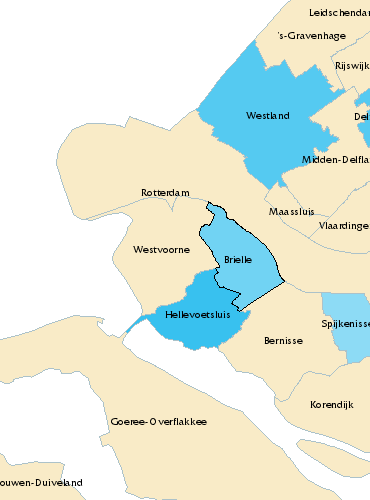 Leidschendam
's-Gravenhage
Rijswijk
Westland
Del
Midden-Delfla
Rotterdam
Maassluis
Vlaardinge
Westvoorne
Brielle
Hellevoetsluis
Spijkenisse
Bernisse
Korendijk
Goeree-Overflakkee
ouwen-Duiveland